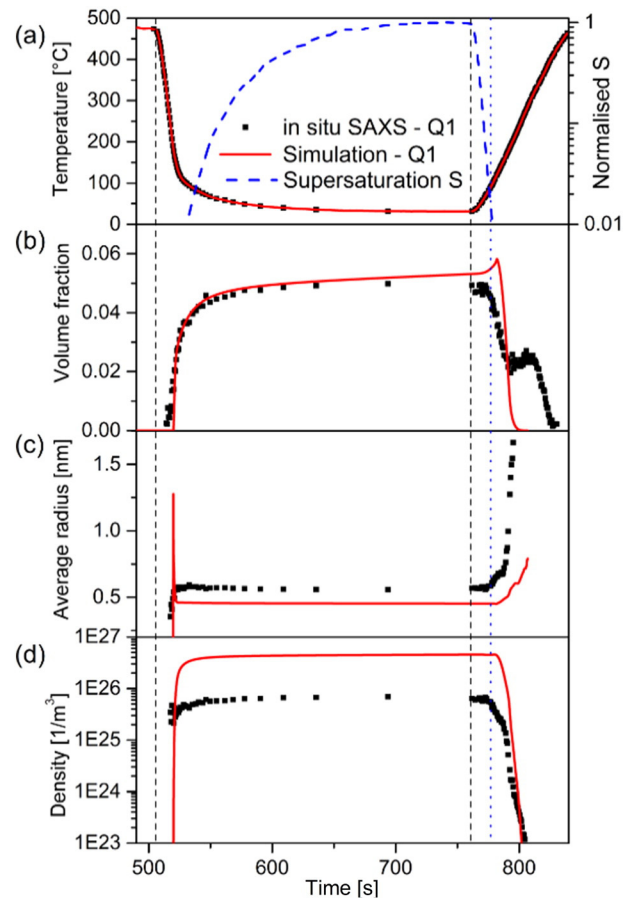 (a)
500
400
300
200
100
0
Temperature [°C]
1
0.01
Normalised S
in situ SAXS - Q1
Simulation - Q1
Supersaturation S
(b)
0.06
0.04
0.02
0.00
Volume fraction
(c)
1.5
1.0
0.5
Average radius [nm]
(d)
1E27
1E26
1E25
1E24
1E23
Density [1/m³]
500 600 700 800
Time [s]